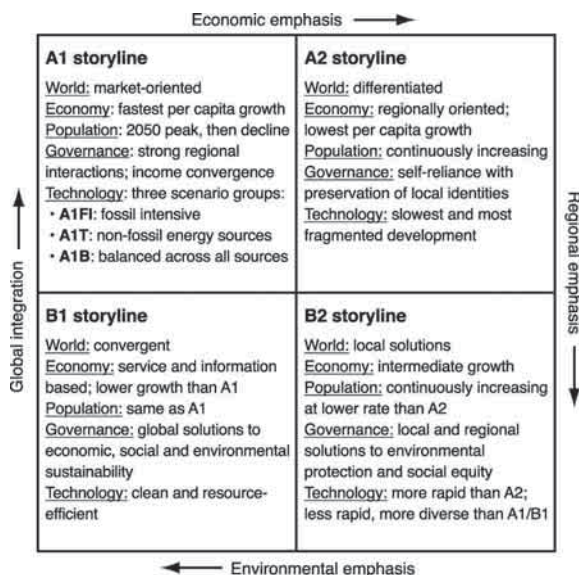 Economic emphasis
A1 storyline
World: market-oriented
Economy: fastest per capita growth
Population: 2050 peak, then decline
Governance: strong regional
interactions; income convergence
Technology: three scenario groups:
• A1FI: fossil intensive
• A1T: non-fossil energy sources
• A1B: balanced across all sources
A2 storyline
World: differentiated
Economy: regionally oriented;
lowest per capita growth
Population: continuously increasing
Governance: self-reliance with
preservation of local identities
Technology: slowest and most
fragmented development
Global integration
Regional emphasis
B1 storyline
World: convergent
Economy: service and information
based; lower growth than A1
Population: same as A1
Governance: global solutions to
economic, social and environmental
sustainability
Technology: clean and resource-
efficient
B2 storyline
World: local solutions
Economy: intermediate growth
Population: continuously increasing
at lower rate than A2
Governance: local and regional
solutions to environmental
protection and social equity
Technology: more rapid than A2;
less rapid, more diverse than A1/B1
Environmental emphasis